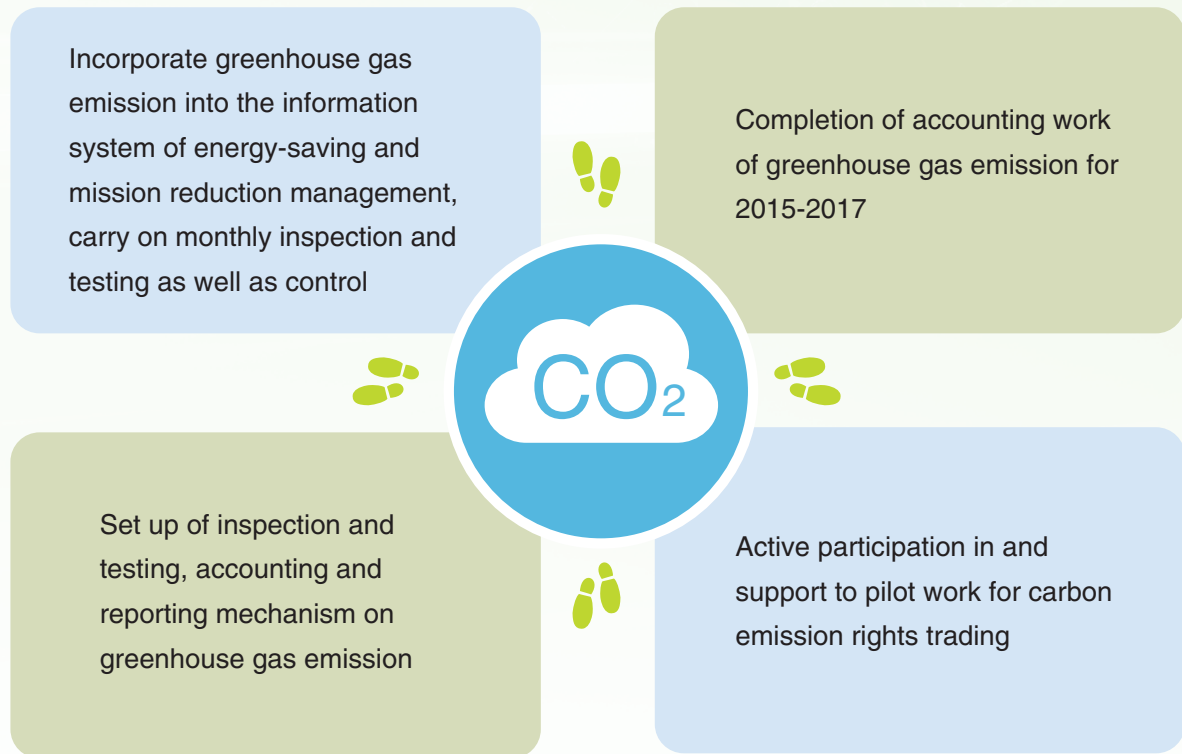 Incorporate greenhouse gas
emission into the information
system of energy-saving and
mission reduction management,
carry on monthly inspection and
testing as well as control
Completion of accounting work
of greenhouse gas emission for
2015-2017
CO₂
Set up of inspection and
testing, accounting and
reporting mechanism on
greenhouse gas emission
Active participation in and
support to pilot work for carbon
emission rights trading